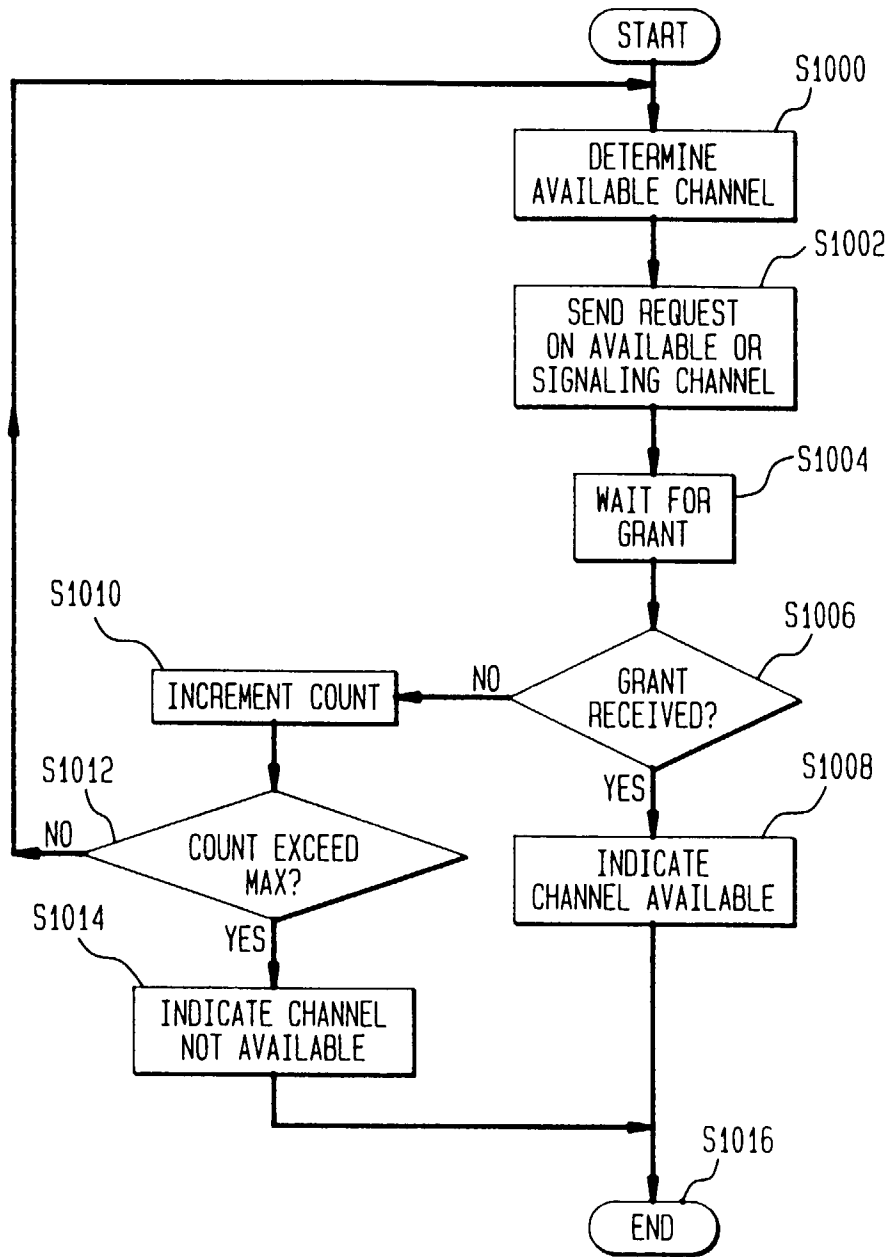 START
S1000
DETERMINE
AVAILABLE CHANNEL
S1002
SEND REQUEST
ON AVAILABLE OR
SIGNALING CHANNEL
S1004
WAIT FOR
GRANT
S1006
GRANT
RECEIVED?
NO
YES
S1010
INCREMENT COUNT
S1008
INDICATE
CHANNEL AVAILABLE
S1012
COUNT EXCEED
MAX?
NO
YES
S1014
INDICATE CHANNEL
NOT AVAILABLE
S1016
END